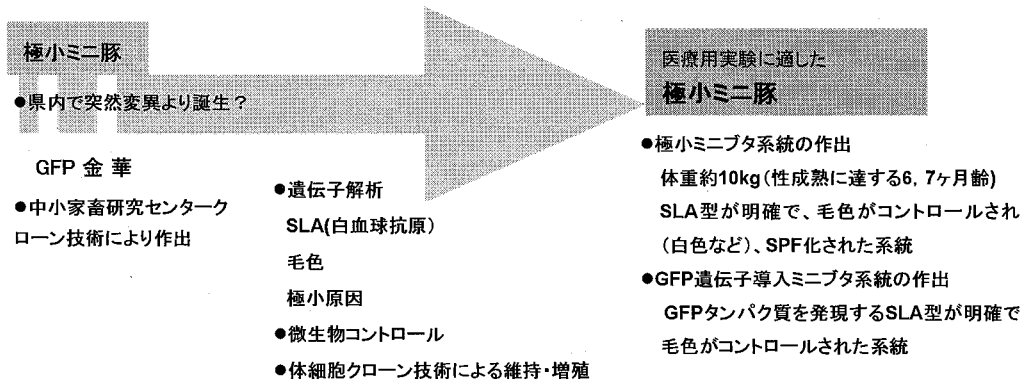 極小ミニ豚
●県内で突然変異より誕生？
GFP 金 華
●中小家畜研究センターク
ローン技術により作出
●遺伝子解析
SLA(白血球抗原）
毛色
極小原因
●微生物コントロール
●体細胞クローン技術による維持・増殖
医療用実験に適した
極小ミニ豚
●極小ミニブタ系統の作出
体重約10kg（性成熟に達する6，7ヶ月齢)
SLA型が明確で、毛色がコントロールされ
（白色など）、SPF化された系統
●GFP遺伝子導入ミニブタ系統の作出
GFPタンパク質を発現するSLA型が明確で
毛色がコントロールされた系統